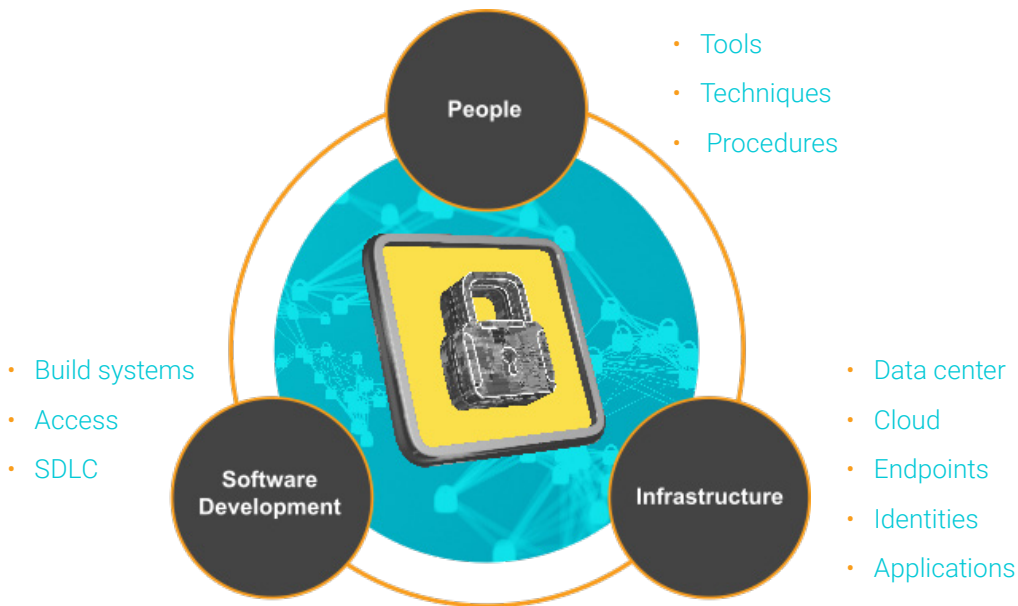 People
Tools
Techniques
Procedures
Build systems
Access
SDLC
Software
Development
Infrastructure
Data center
Cloud
Endpoints
Identities
Applications